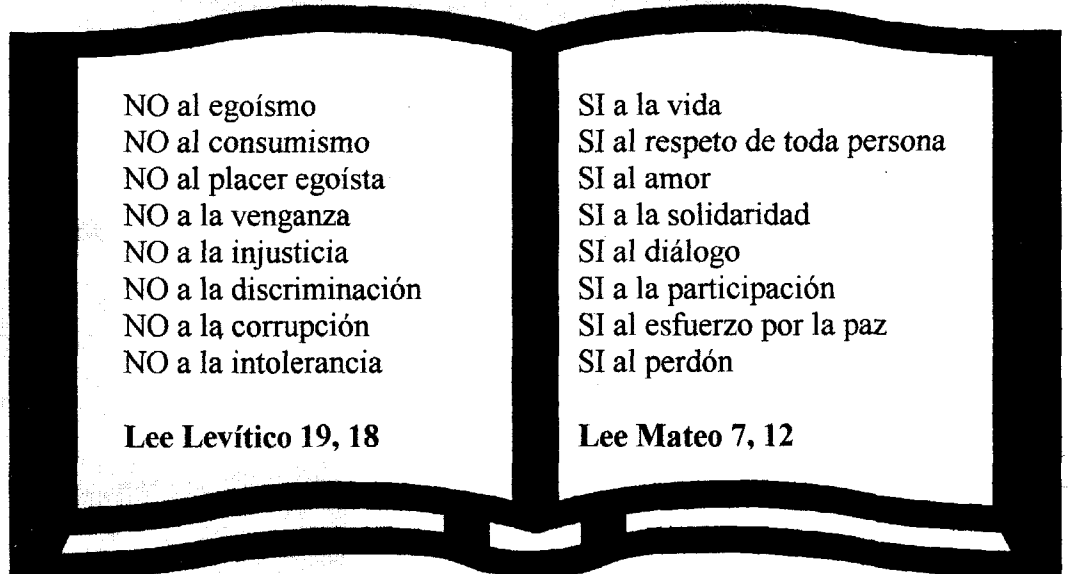 NO al egoísmo
NO al consumismo
NO al placer egoísta
NO a la venganza
NO a la injusticia
NO a la discriminación
NO a la corrupción
NO a la intolerancia
Lee Levítico 19, 18
SI a la vida
SI al respeto de toda persona
SI al amor
SI a la solidaridad
SI al diálogo
SI a la participación
SI al esfuerzo por la paz
SI al perdón
Lee Mateo 7, 12